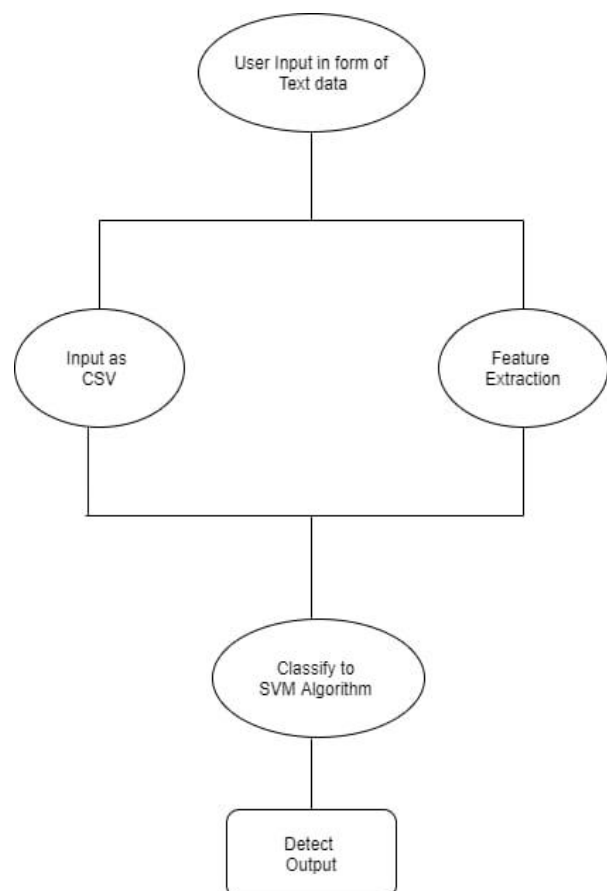 User Input in form of
Text data
Input as
CSV
Feature
Extraction
Classify to
SVM Algorithm
Detect
Output